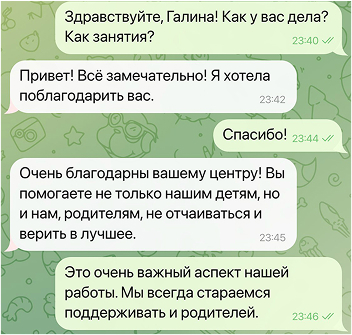 Здравствуйте, Галина! Как у вас дела?
Как занятия?
23:40
Привет! Всё замечательно! Я хотела
поблагодарить вас.
23:42
Спасибо! 23:44
Очень благодарны вашему центру! Вы
помогаете не только нашим детям, но
и нам, родителям, не отчаиваться и
верить в лучшее.
23:45
Это очень важный аспект нашей
работы. Мы всегда стараемся
поддерживать и родителей.
23:46